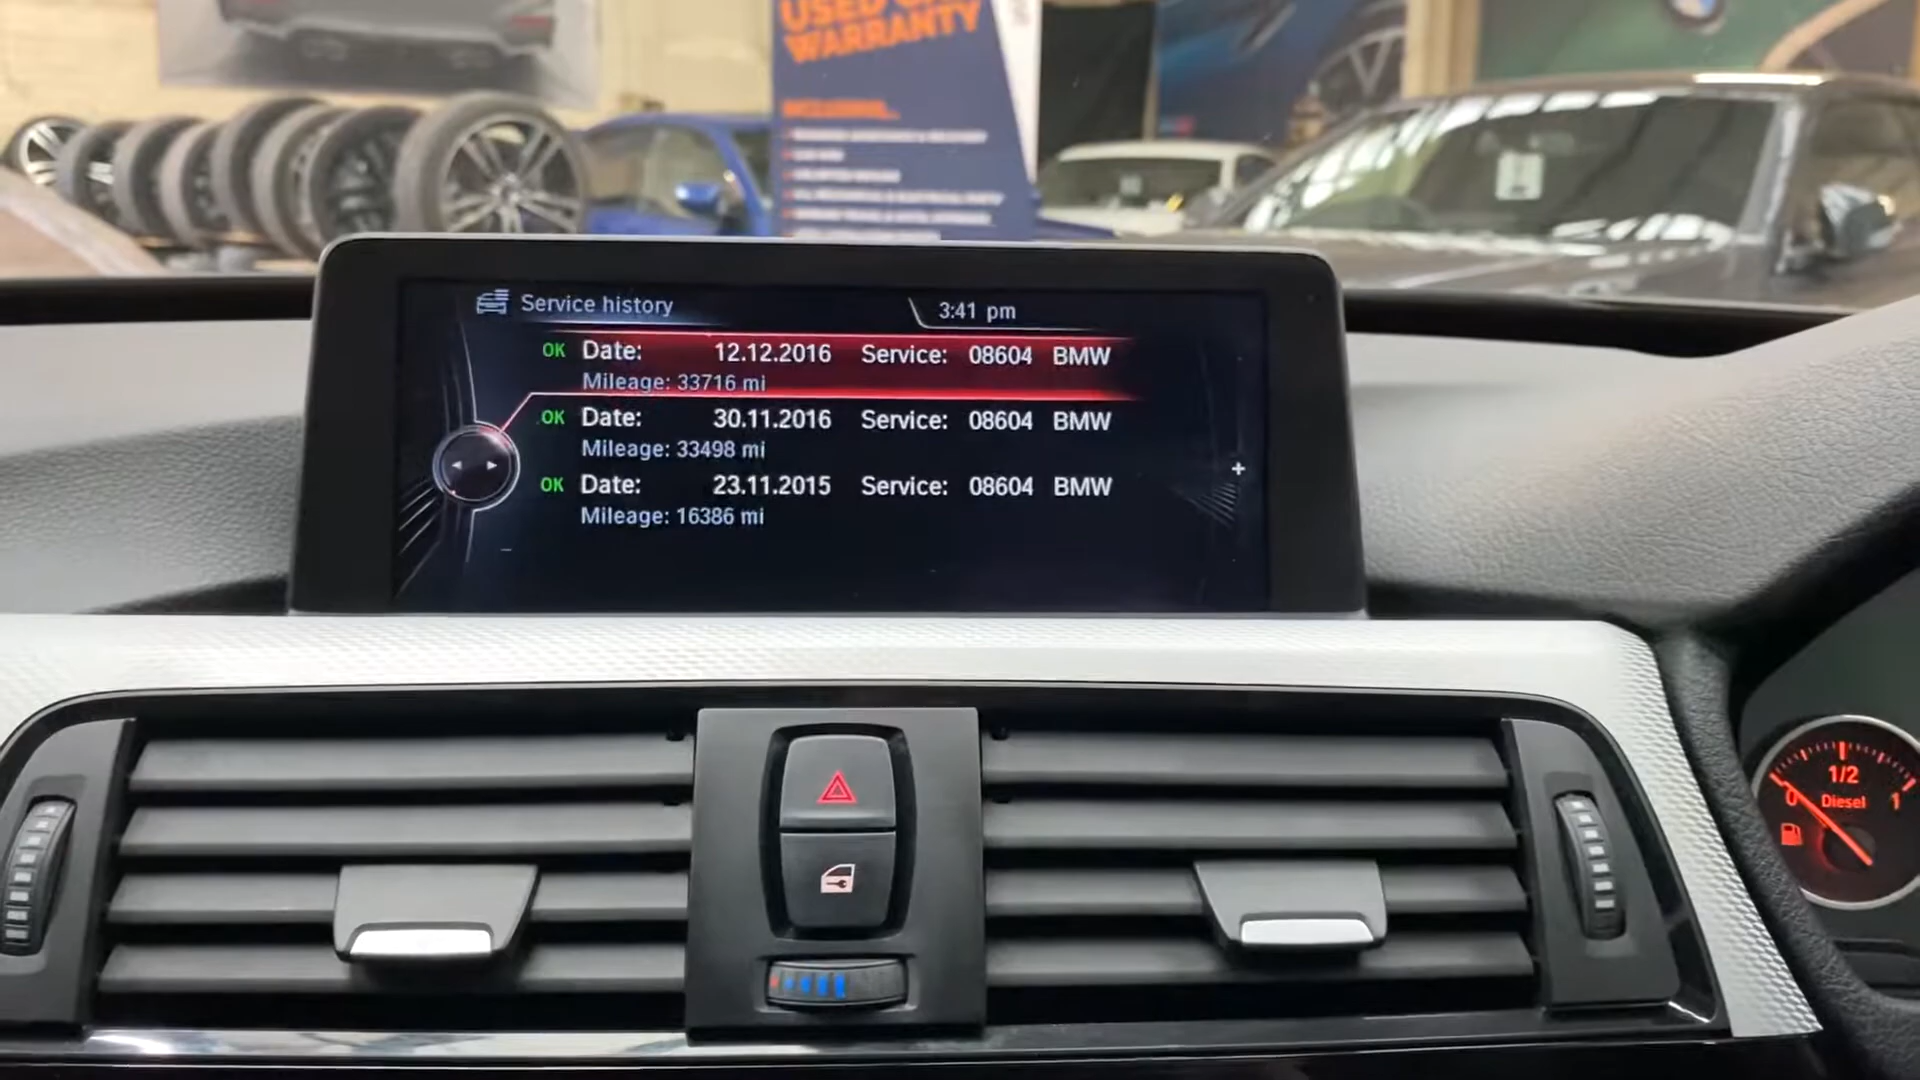 USED
WARRANTY
Service history
3:41 pm
OK Date: 12.12.2016 Service: 08604 BMW
Mileage: 33716 mi
OK Date: 30.11.2016 Service: 08604 BMW
Mileage: 33498 mi
OK Date: 23.11.2015 Service: 08604 BMW
Mileage: 16386 mi
1/2
0 Diesel 1